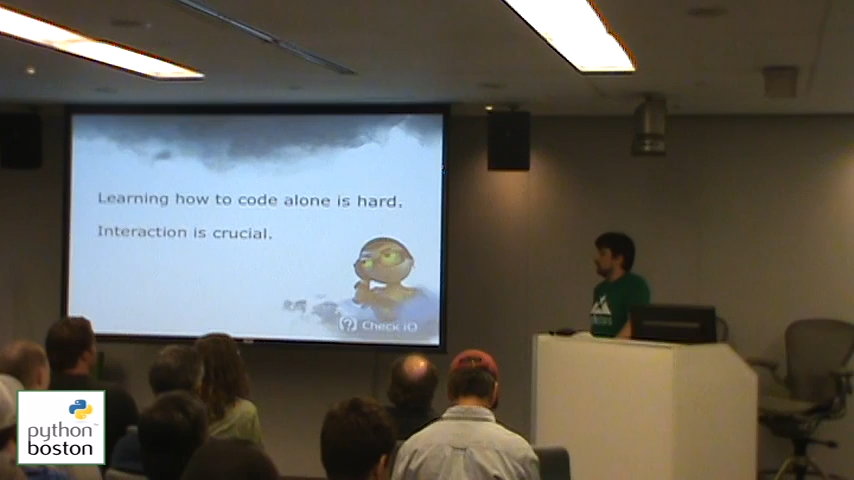 Learning how to code alone is hard.
Interaction is crucial.
Check iO
python
boston